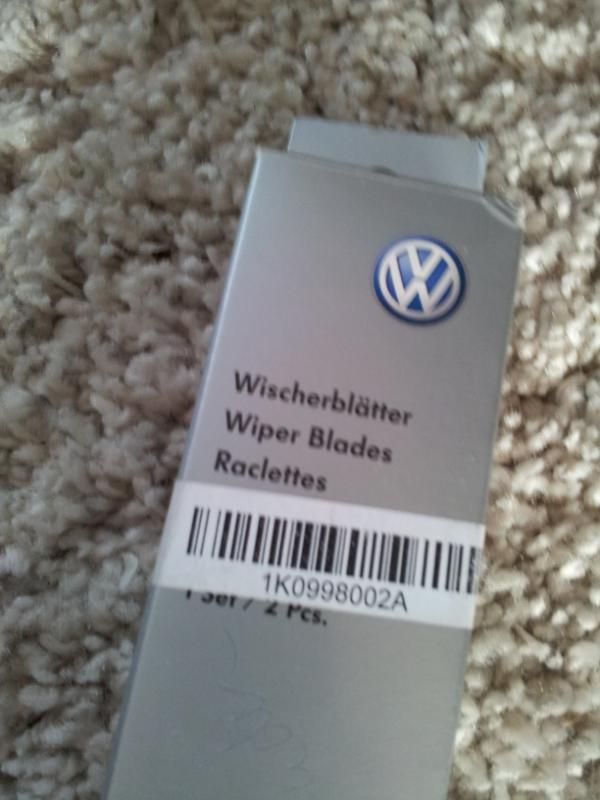 Wischerblätter
Wiper Blades
Raclettes
1K0998002A
1 Set / 2 Pcs.